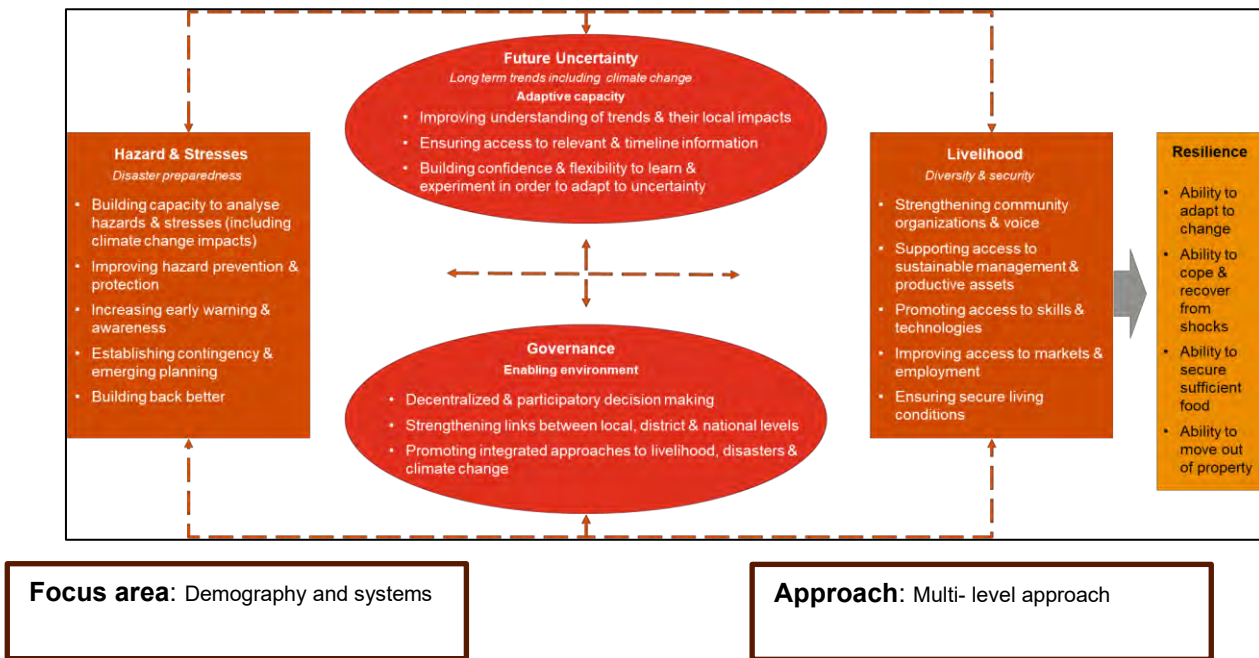 Future Uncertainty
Long term trends including climate change
Adaptive capacity
• Improving understanding of trends & their local impacts
• Ensuring access to relevant & timeline information
• Building confidence & flexibility to learn &
experiment in order to adapt to uncertainty
Hazard & Stresses
Disaster preparedness
• Building capacity to analyse
hazards & stresses (including
climate change impacts)
• Improving hazard prevention &
protection
• Increasing early warning &
awareness
• Establishing contingency &
emerging planning
• Building back better
Governance
Enabling environment
• Decentralized & participatory decision making
• Strengthening links between local, district & national levels
• Promoting integrated approaches to livelihood, disasters &
climate change
Livelihood
Diversity & security
• Strengthening community
organizations & voice
• Supporting access to
sustainable management &
productive assets
• Promoting access to skills &
technologies
• Improving access to markets &
employment
• Ensuring secure living
conditions
Resilience
• Ability to
adapt to
change
• Ability to
cope &
recover
from
shocks
• Ability to
secure
sufficient
food
• Ability to
move out
of property
Focus area: Demography and systems
Approach: Multi- level approach